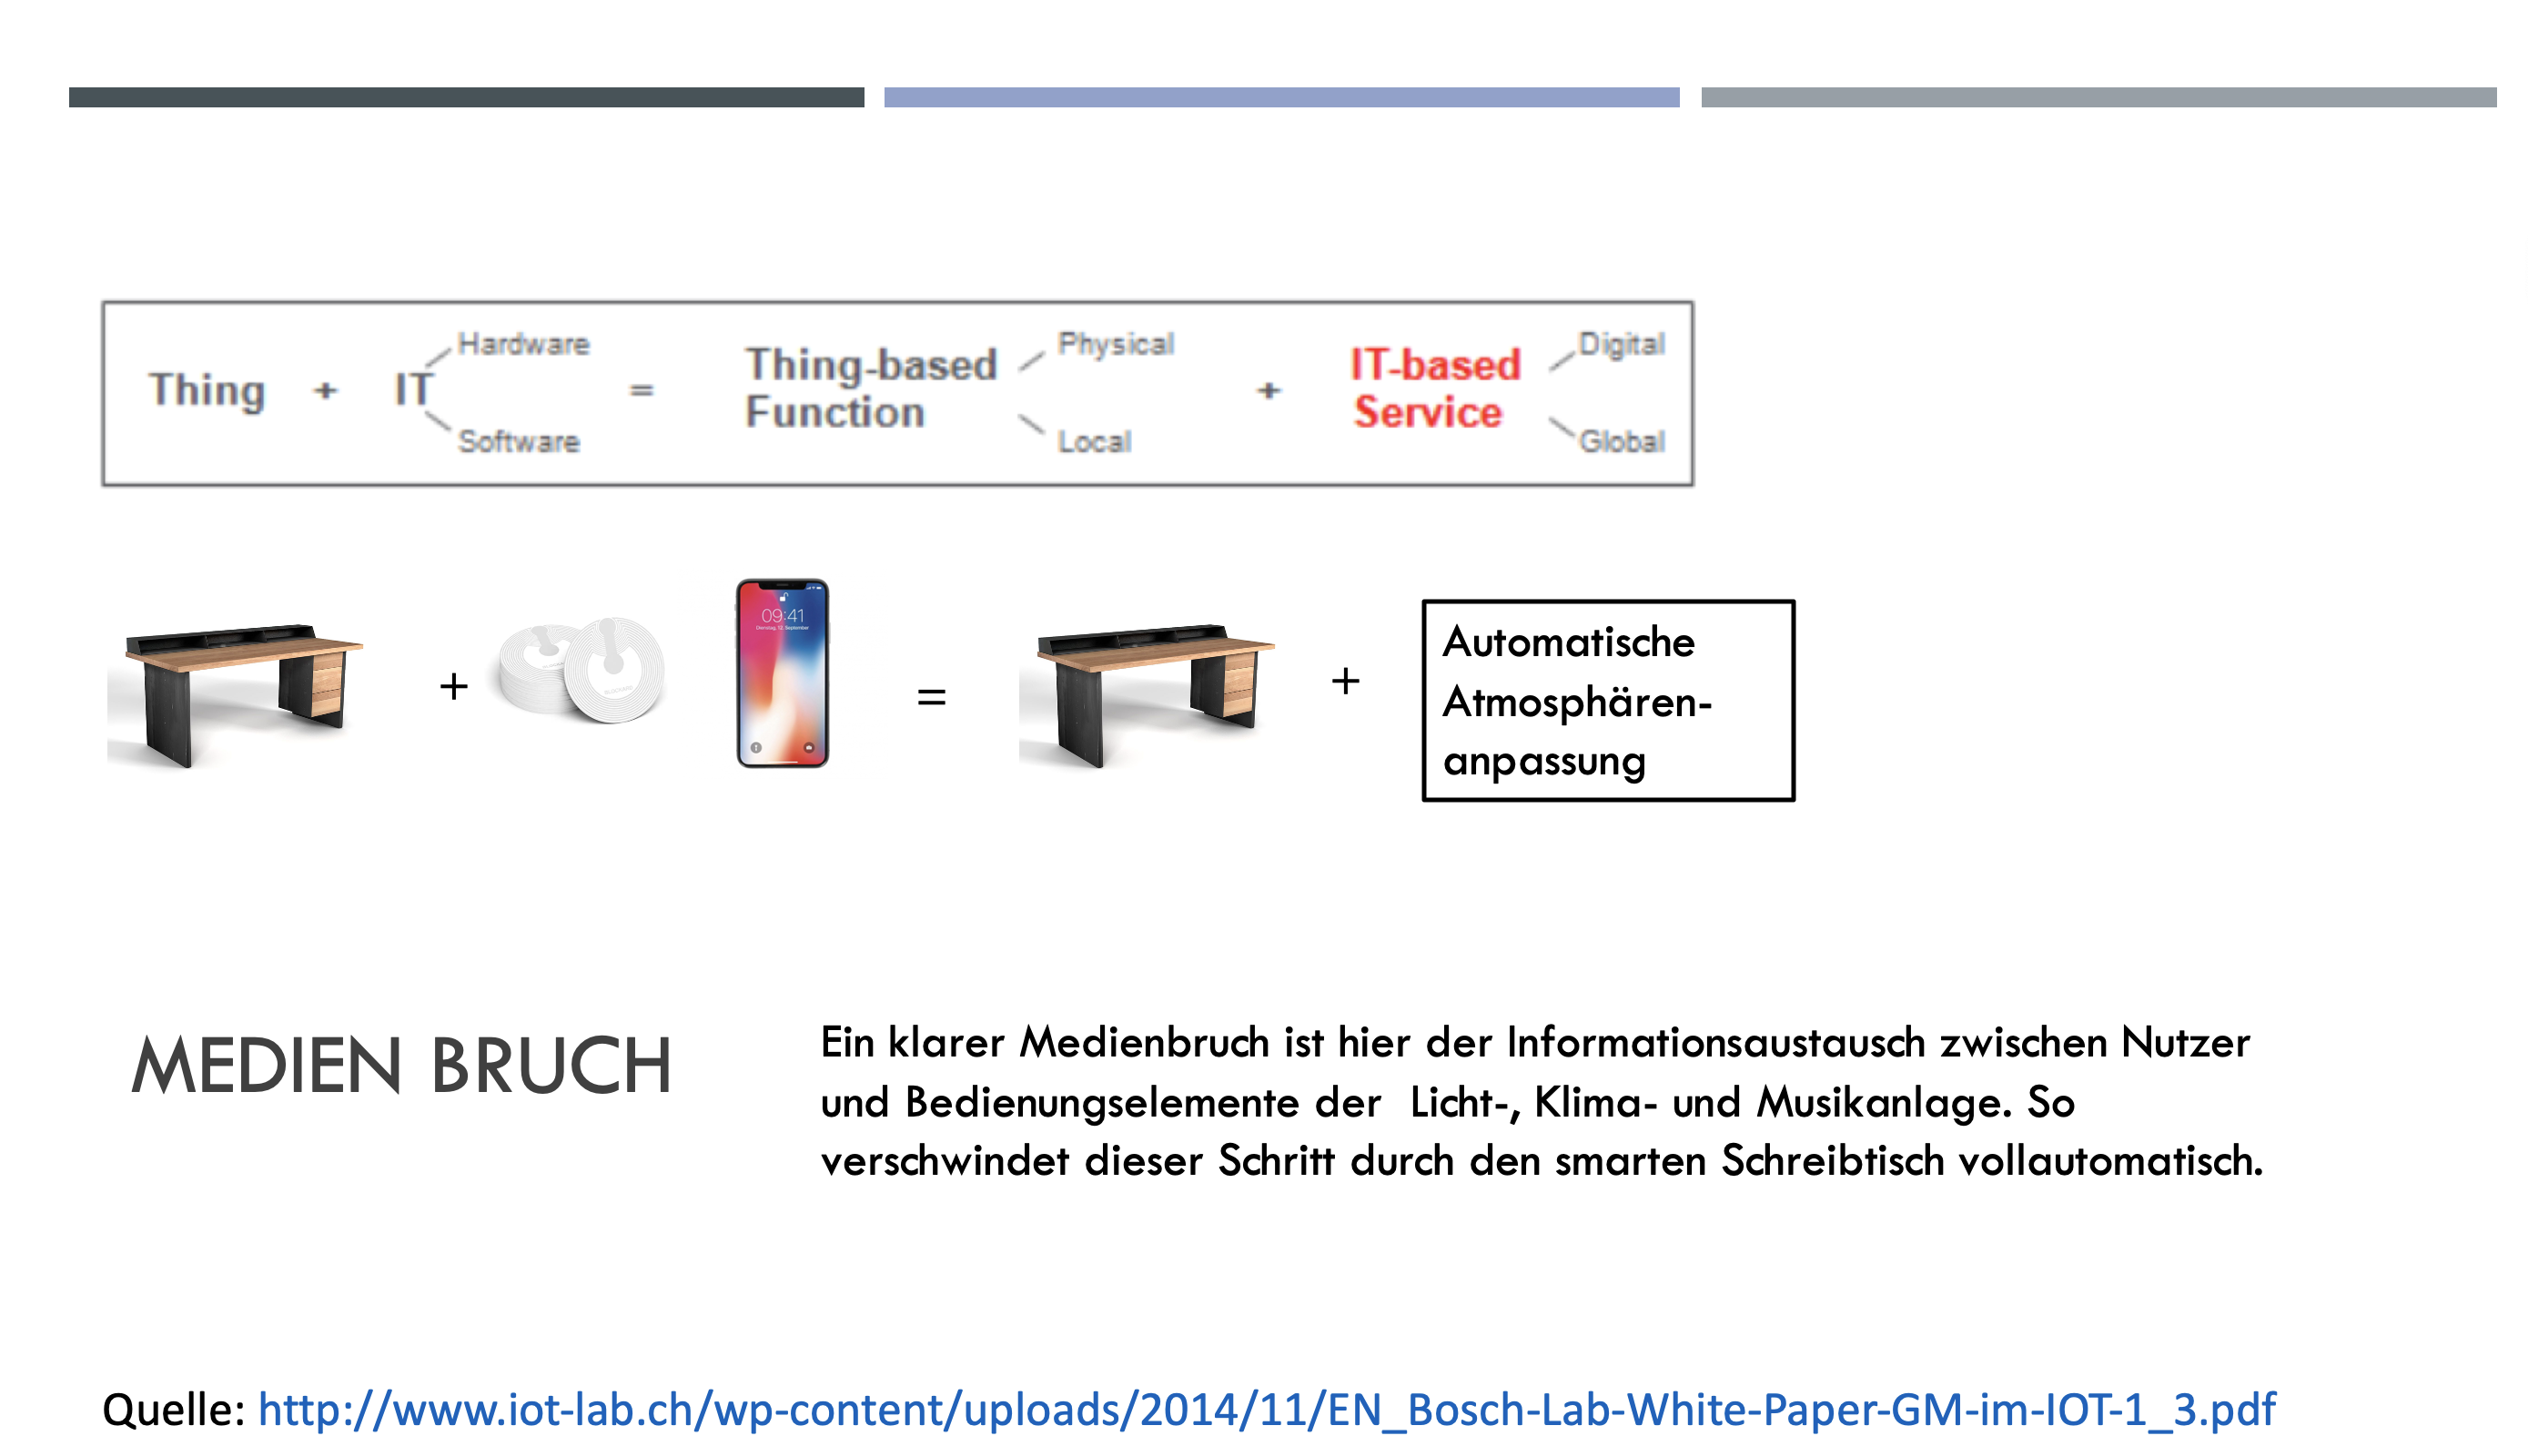 Hardware
Physical
Digital
Thing + IT = Thing-based Function + IT-based Service
Software
Local
Global
09:41
Dienstag, 12. September
+ = +
Automatische
Atmosphären-
anpassung
MEDIEN BRUCH
Ein klarer Medienbruch ist hier der Informationsaustausch zwischen Nutzer
und Bedienungselemente der Licht-, Klima- und Musikanlage. So
verschwindet dieser Schritt durch den smarten Schreibtisch vollautomatisch.
Quelle: http://www.iot-lab.ch/wp-content/uploads/2014/11/EN_Bosch-Lab-White-Paper-GM-im-IOT-1_3.pdf